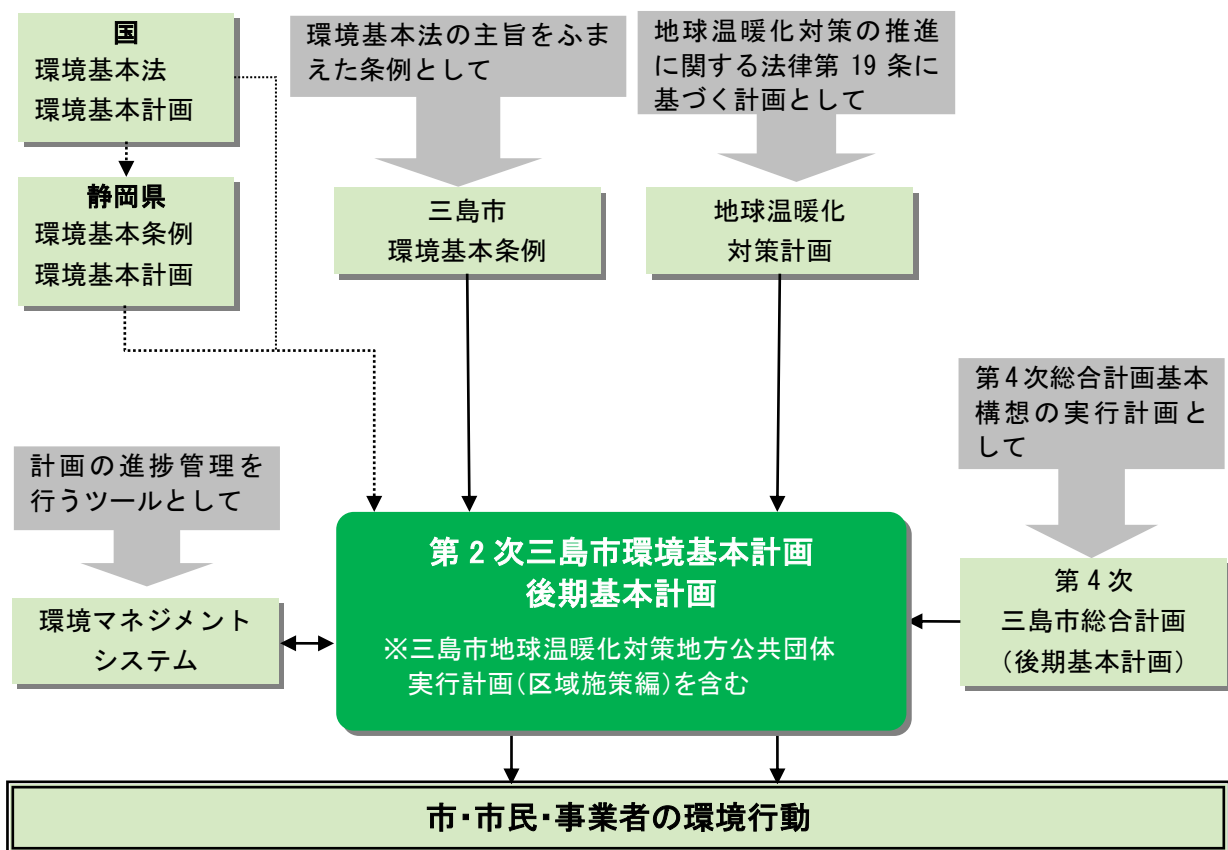 国
環境基本法
環境基本計画
環境基本法の主旨をふま
えた条例として
地球温暖化対策の推進
に関する法律第 19 条に
基づく計画として
静岡県
環境基本条例
環境基本計画
三島市
環境基本条例
地球温暖化
対策計画
第4次総合計画基本
構想の実行計画と
して
計画の進捗管理を
行うツールとして
第 2 次三島市環境基本計画
後期基本計画
※三島市地球温暖化対策地方公共団体
実行計画(区域施策編)を含む
環境マネジメント
システム
第 4 次
三島市総合計画
(後期基本計画)
市・市民・事業者の環境行動